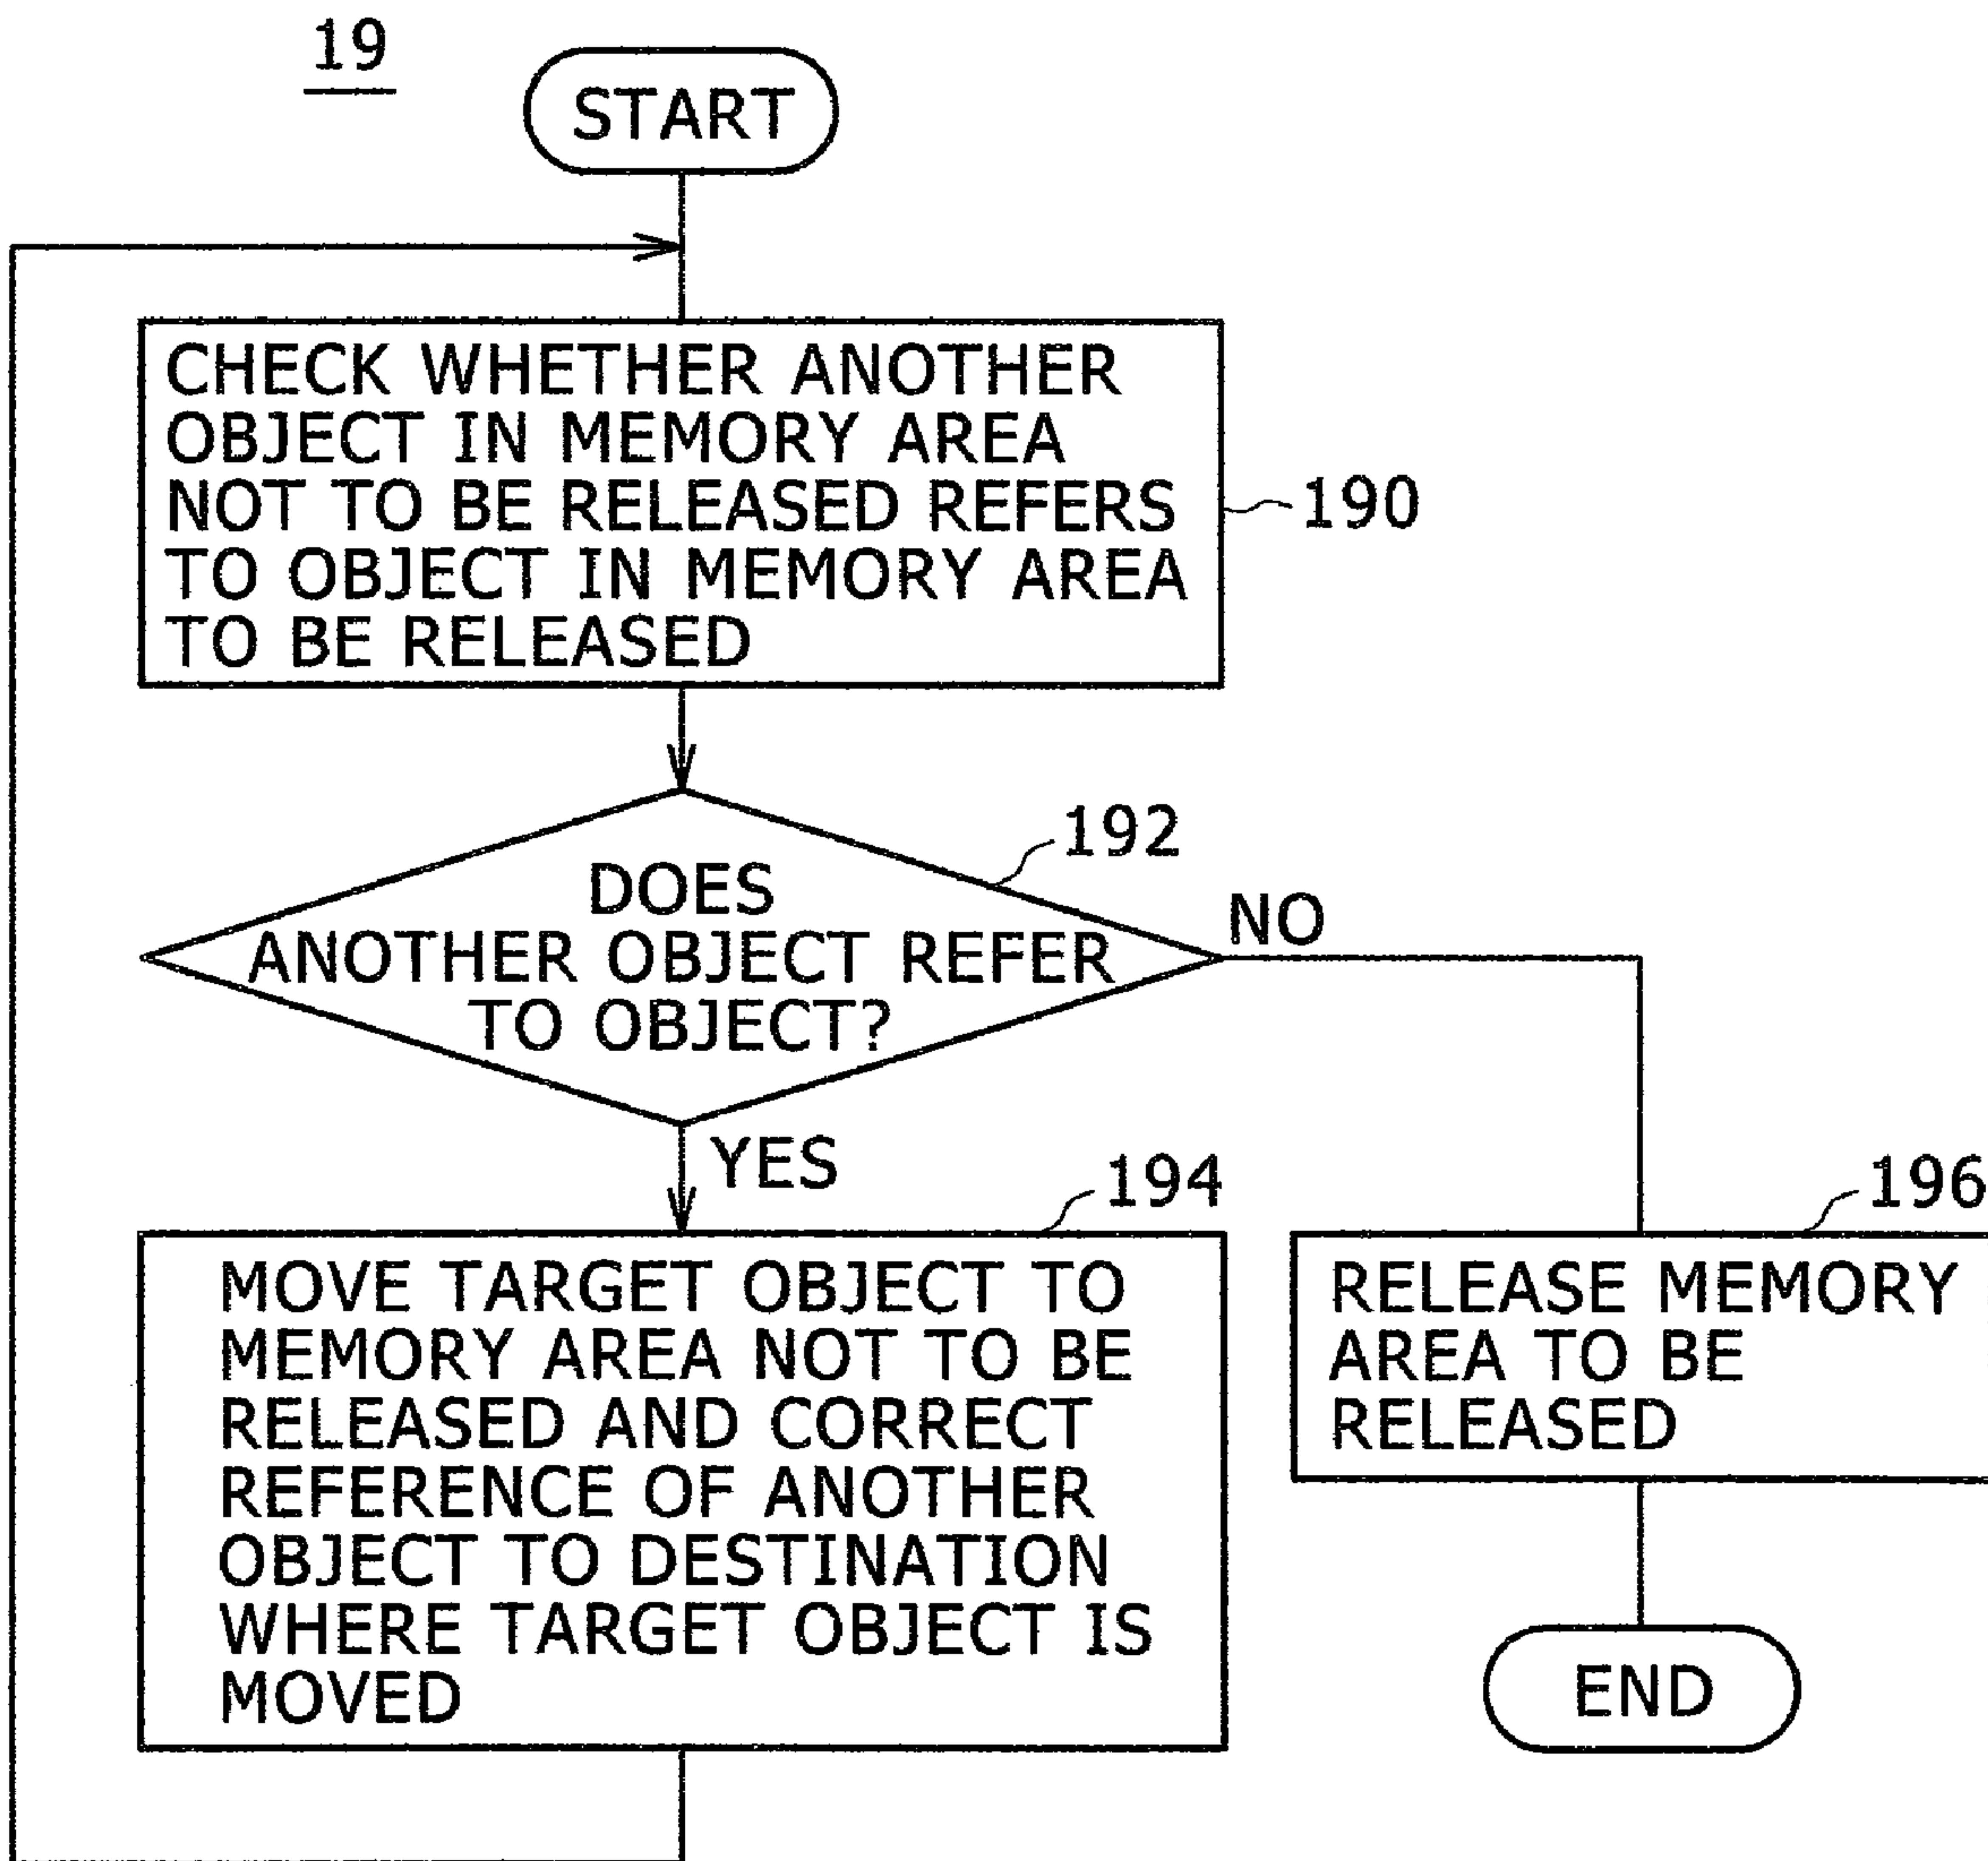 19
START
CHECK WHETHER ANOTHER
OBJECT IN MEMORY AREA
NOT TO BE RELEASED REFERS
TO OBJECT IN MEMORY AREA
TO BE RELEASED
190
192
DOES
ANOTHER OBJECT REFER
TO OBJECT?
NO
YES
194
MOVE TARGET OBJECT TO
MEMORY AREA NOT TO BE
RELEASED AND CORRECT
REFERENCE OF ANOTHER
OBJECT TO DESTINATION
WHERE TARGET OBJECT IS
MOVED
196
RELEASE MEMORY
AREA TO BE
RELEASED
END